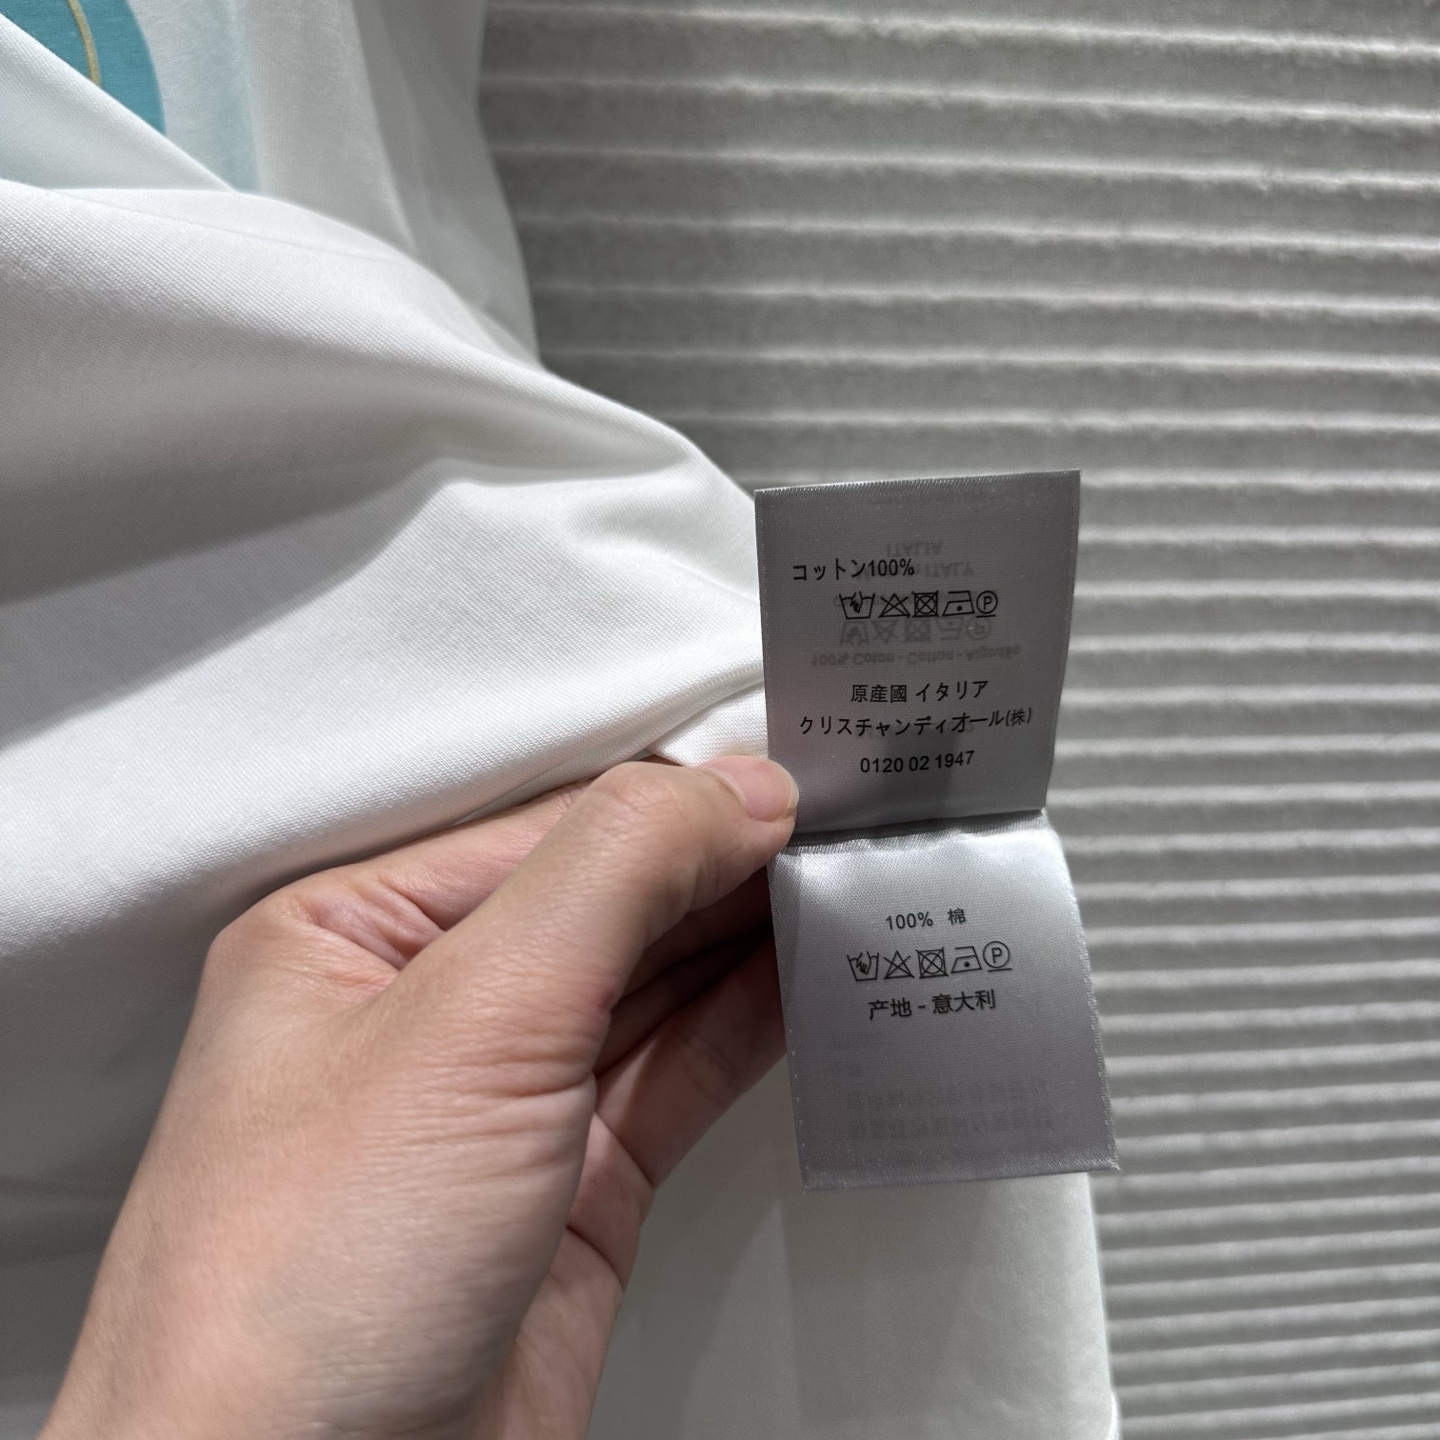 コットン100%
原産國 イタリア
クリスチャンディオール(株)
0120 02 1947
100% 棉
产地 - 意大利